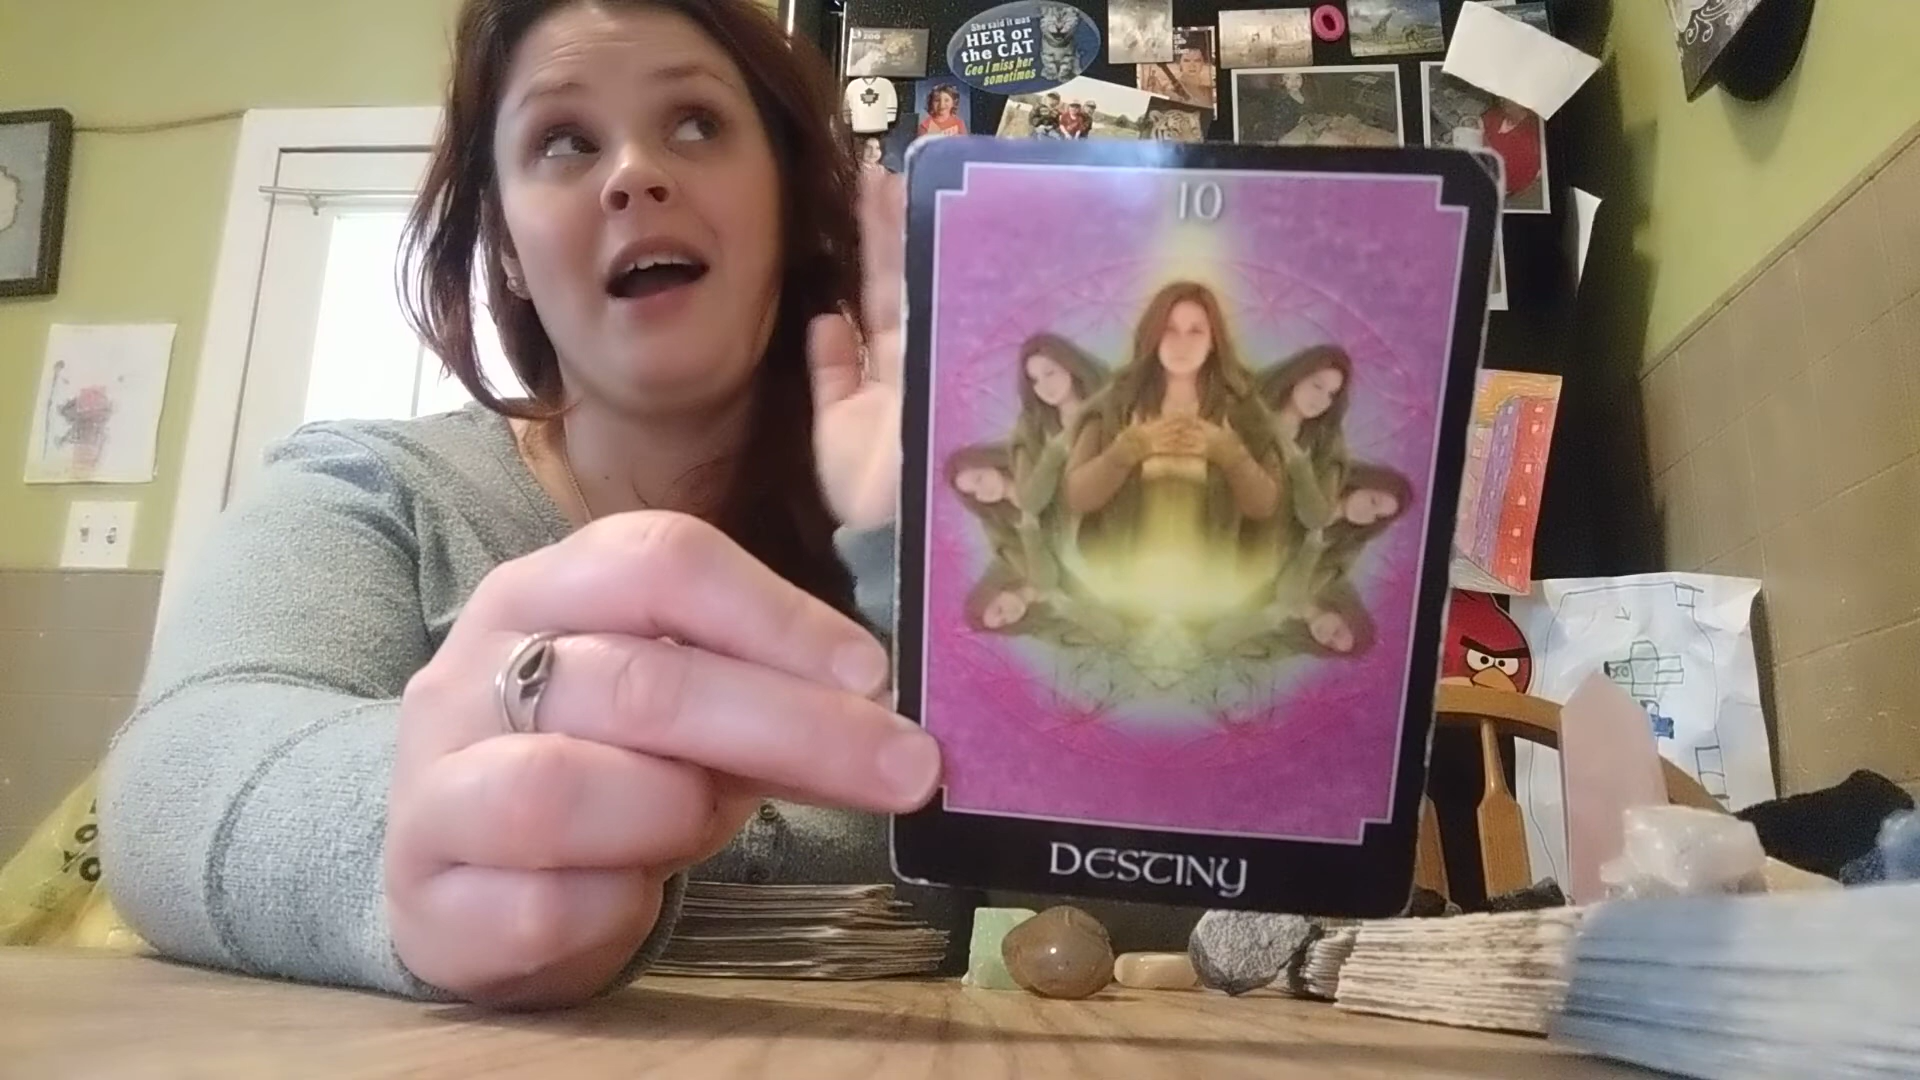 She said it was
HER or
the CAT
Gee I miss her
sometimes
10
DESTINY